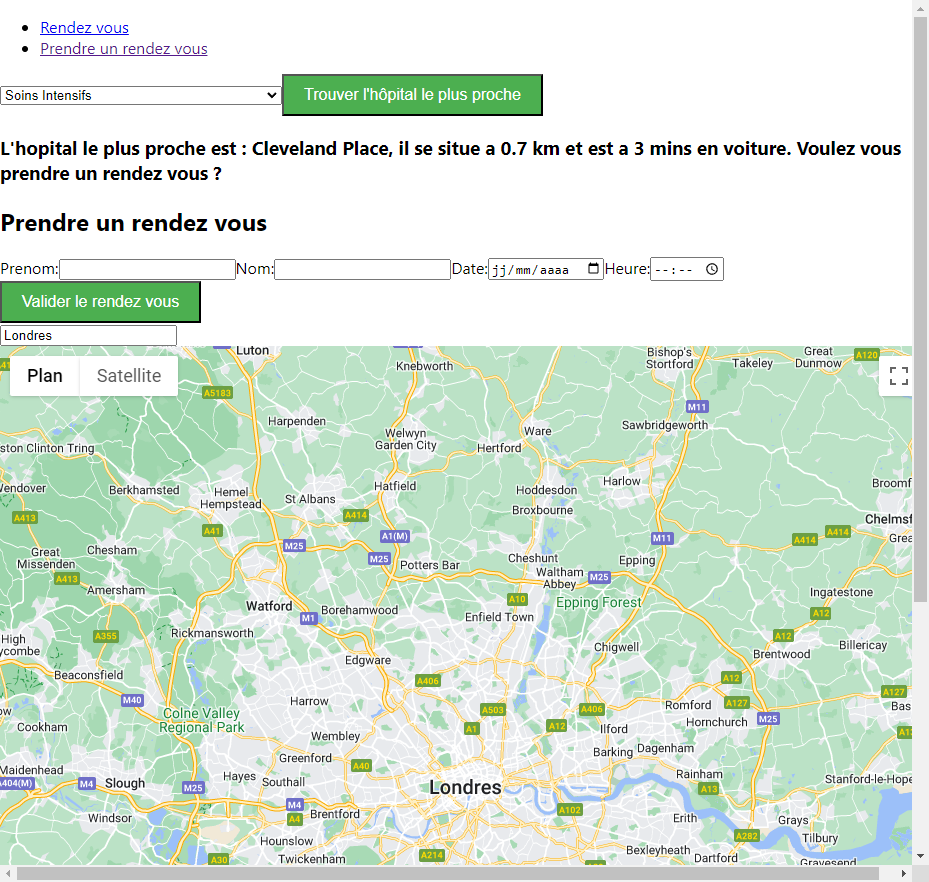 Rendez vous
Prendre un rendez vous
Soins Intensifs
Trouver l'hôpital le plus proche
L'hopital le plus proche est : Cleveland Place, il se situe a 0.7 km et est a 3 mins en voiture. Voulez vous
prendre un rendez vous ?
Prendre un rendez vous
Prenom: Nom: Date: jj/mm/aaaa Heure: --:--
Valider le rendez vous
Londres
Luton
Bishop's
Stortford
Takeley
Great
Dunmow
A120
Plan
Satellite
Knebworth
A5183
M11
Harpenden
Welwyn
Garden City
Ware
Sawbridgeworth
Hertford
ston Clinton Tring
Wendover
Berkhamsted
Hemel
Hempstead
St Albans
Hatfield
Hoddesdon
Harlow
Broomf
Broxbourne
A413
A41
A414
A1(M)
M25
M25
M11
A414
A414
Chelmsf
Grea
Great
Missenden
Chesham
Potters Bar
Cheshunt
Waltham
Abbey
M25
Epping
A413
Amersham
Ingatestone
Watford
M1
Borehamwood
A10
Enfield Town
Epping Forest
A12
High
ycombe
A355
Rickmansworth
Chigwell
A12
Brentwood
Billericay
Beaconsfield
Edgware
A406
A12
A127
A127
Bas
M40
Colne Valley
Regional Park
Harrow
A503
A406
Romford
Hornchurch
M25
ow
Cookham
Wembley
A1
A12
Ilford
Barking
Dagenham
Greenford
A40
Maidenhead
A404(M)
M4
Slough
M25
Hayes
Southall
Londres
Rainham
A13
Stanford-le-Hope
M4
A4
Brentford
A102
Windsor
Erith
Grays
Hounslow
A282
Tilbury
A30
Twickenham
A214
Bexleyheath
Dartford
Gravesend